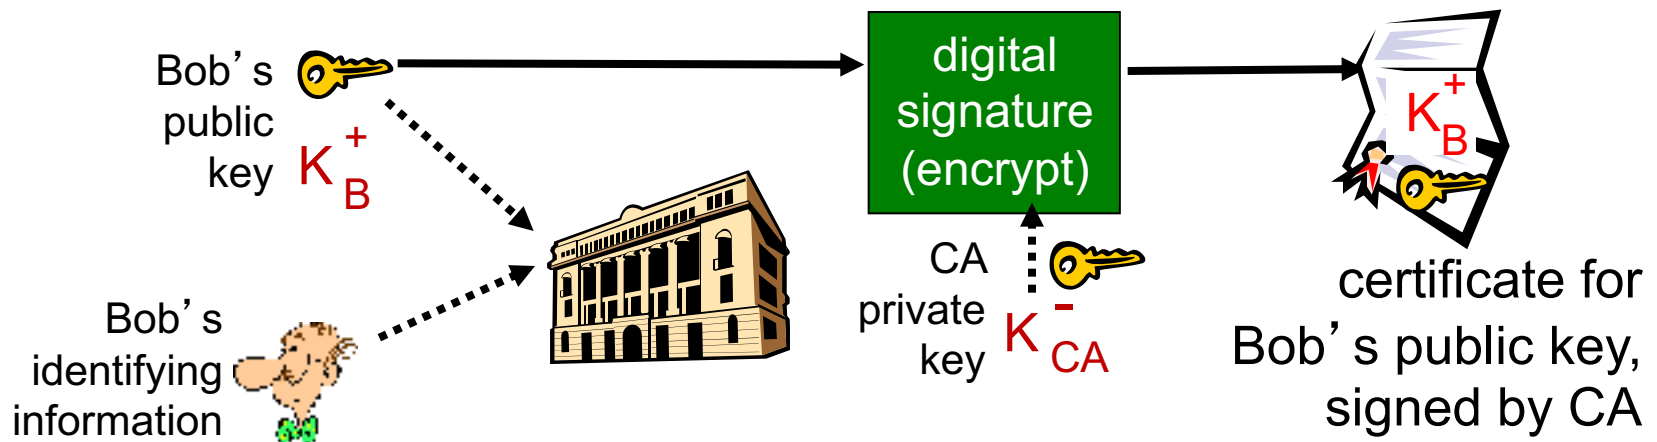 Bob's
public
key
K+B
Bob's
identifying
information
digital
signature
(encrypt)
CA
private
key
K-CA
K+B
certificate for
Bob's public key,
signed by CA